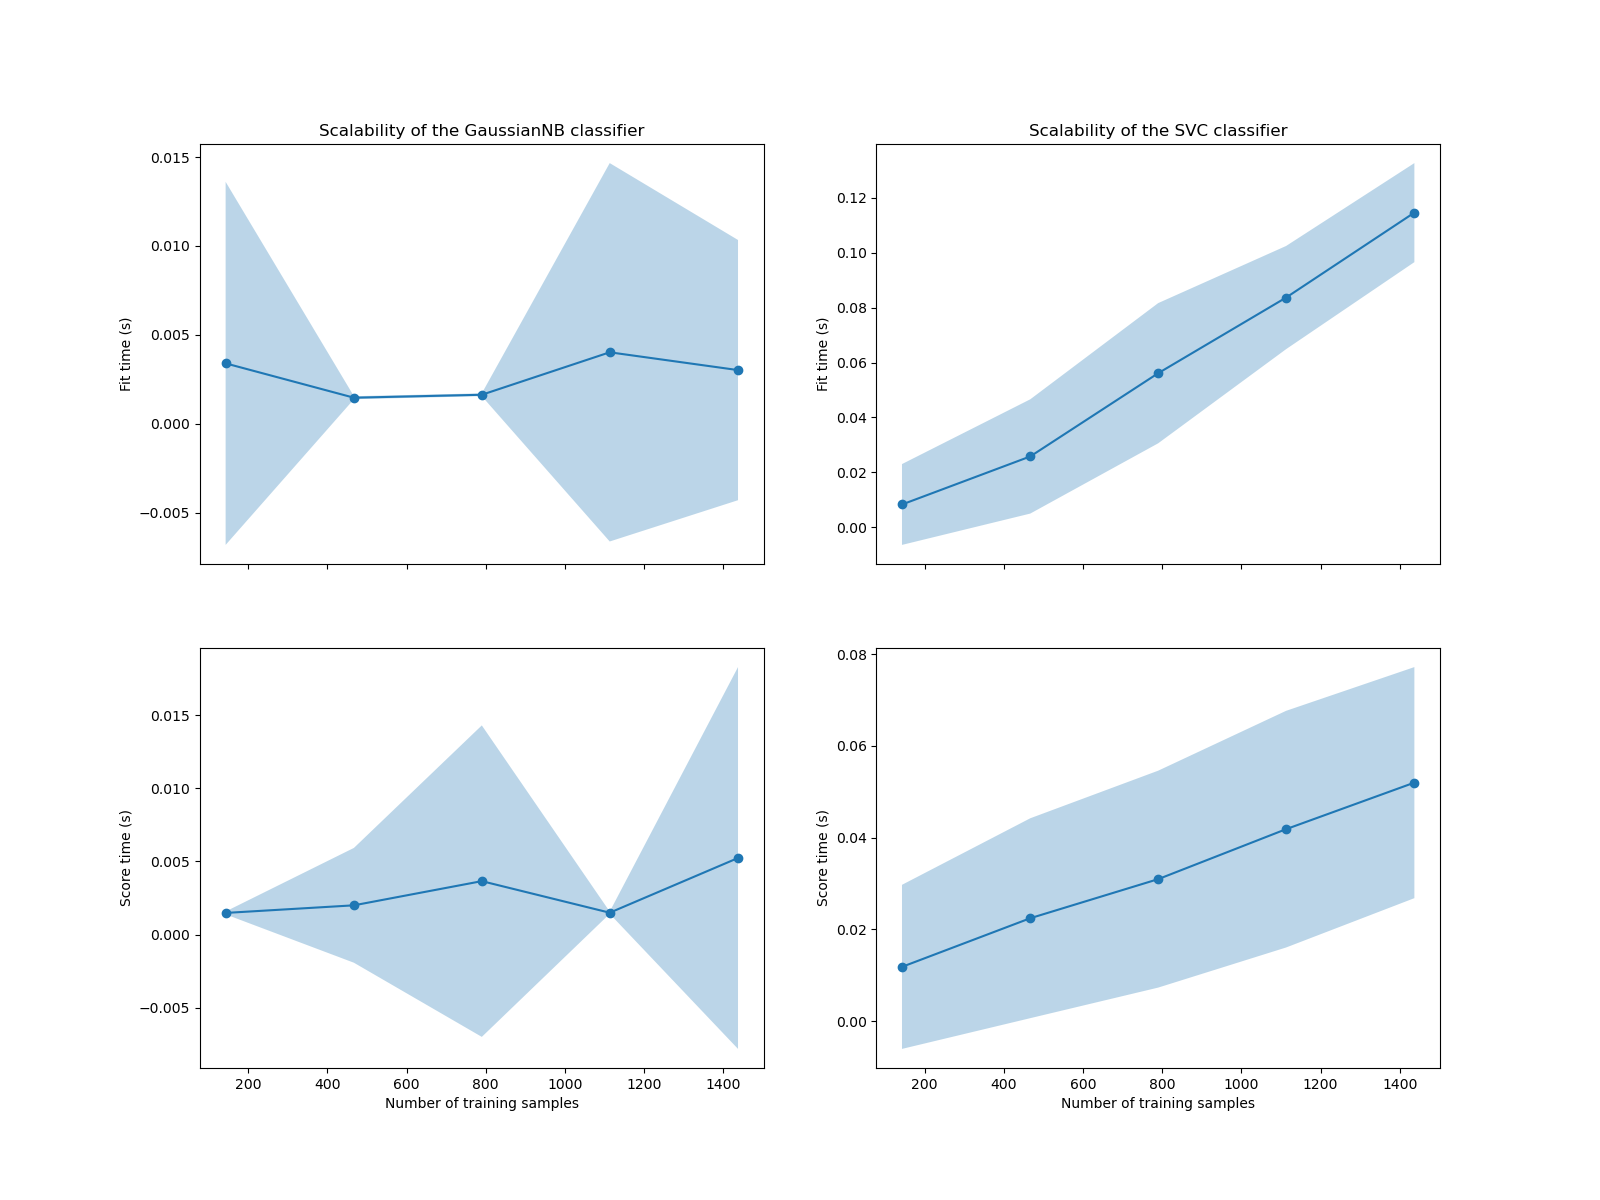 Scalability of the GaussianNB classifier
0.015
0.010
0.005
0.000
−0.005
Fit time (s)
Scalability of the SVC classifier
0.12
0.10
0.08
0.06
0.04
0.02
0.00
Fit time (s)
0.015
0.010
0.005
0.000
−0.005
Score time (s)
200 400 600 800 1000 1200 1400
Number of training samples
0.08
0.06
0.04
0.02
0.00
Score time (s)
200 400 600 800 1000 1200 1400
Number of training samples